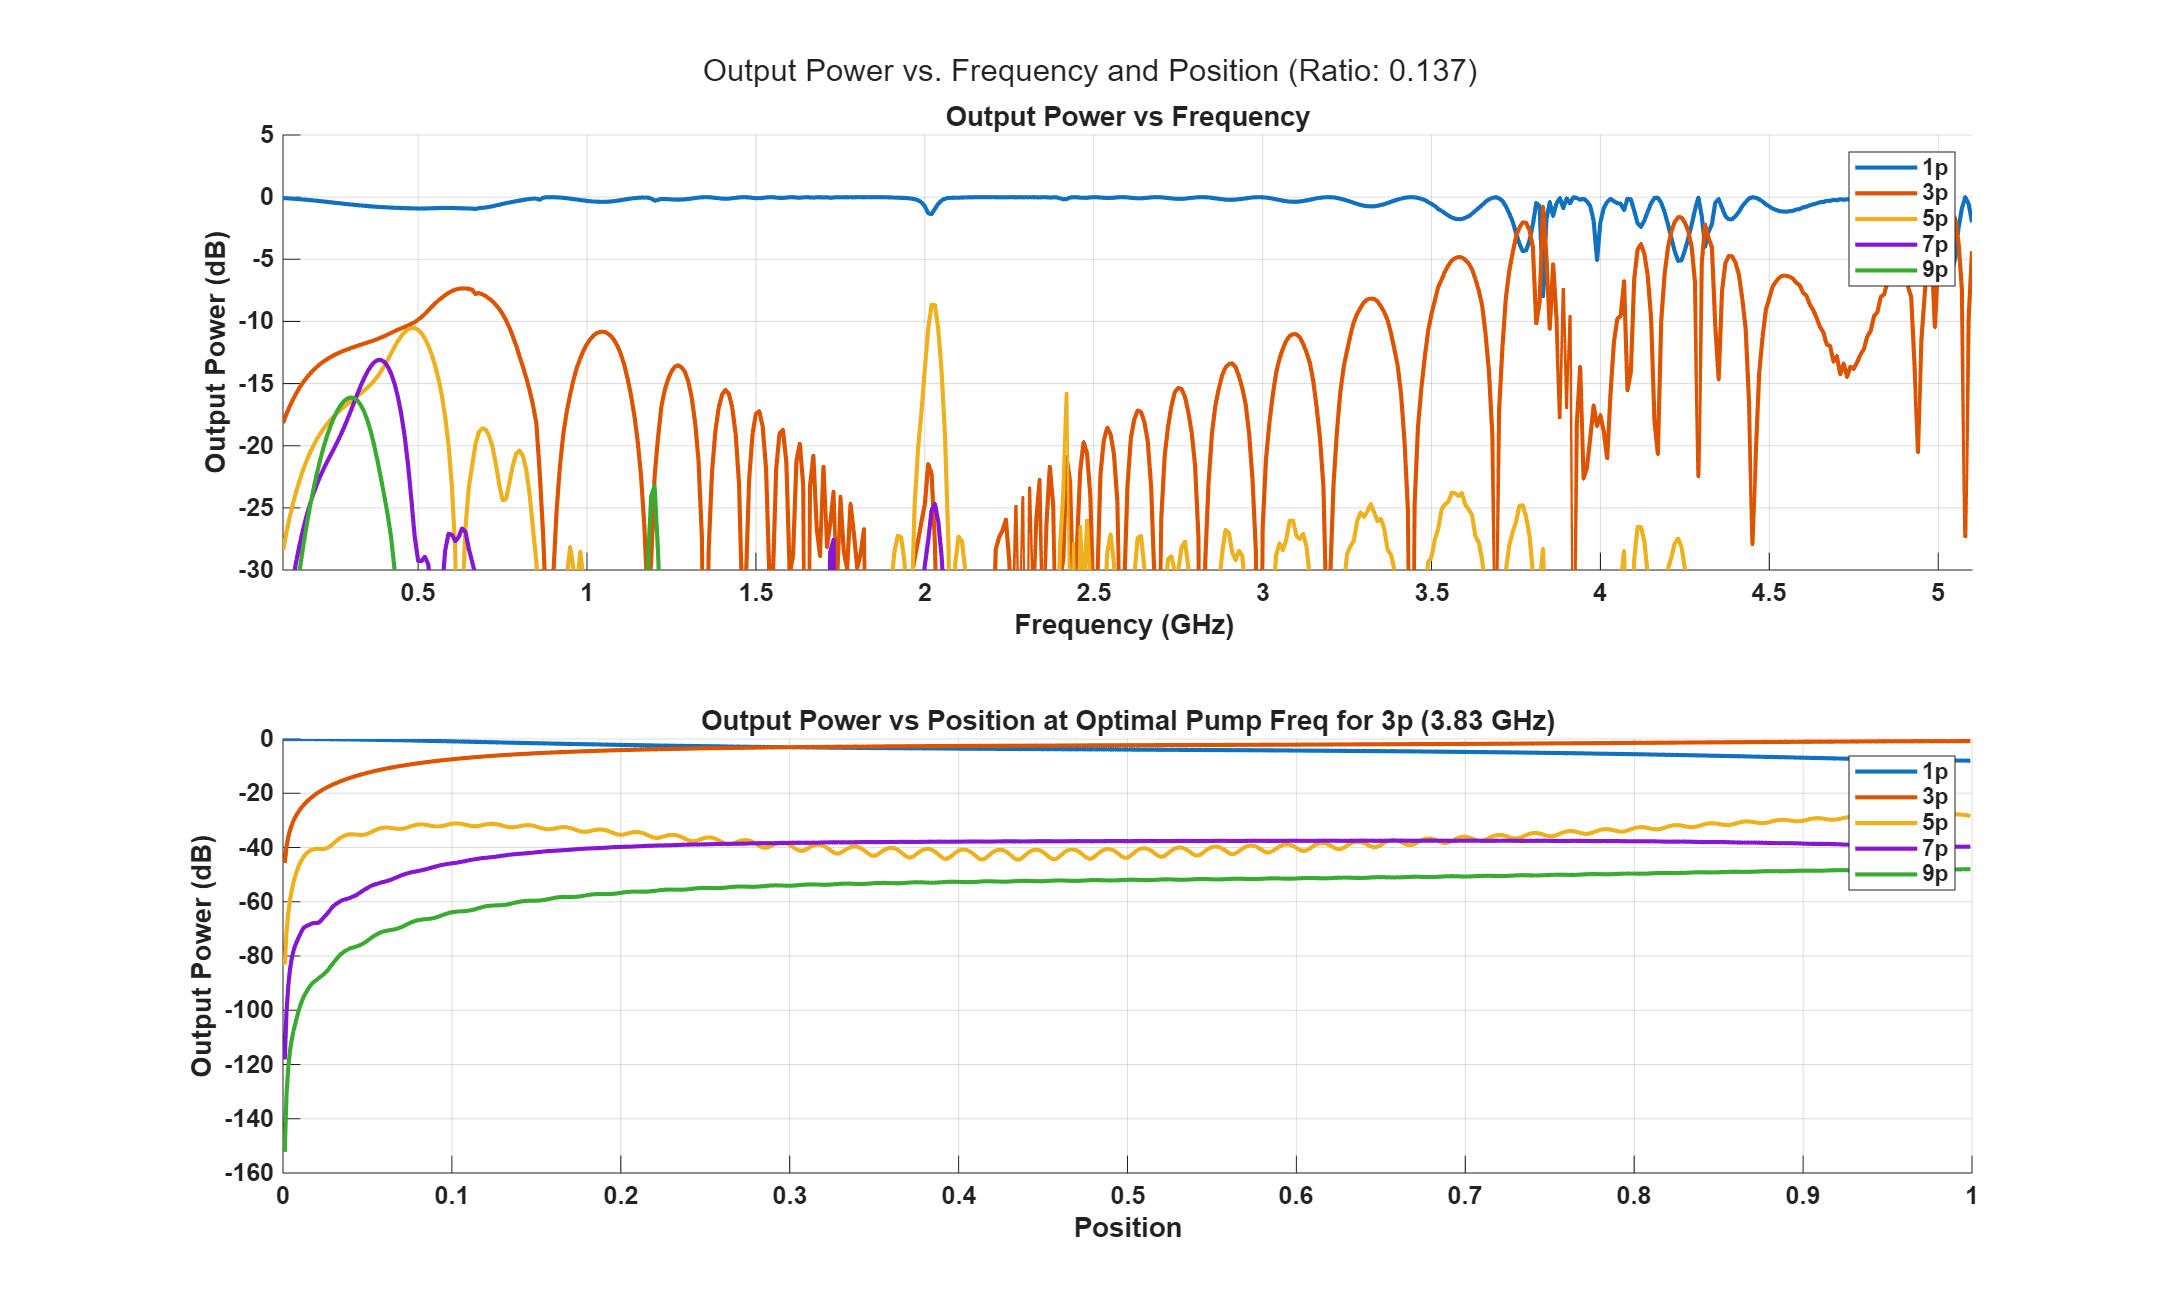 Output Power vs. Frequency and Position (Ratio: 0.137)
Output Power vs Frequency
5
0
-5
-10
-15
-20
-25
-30
Output Power (dB)
1p
3p
5p
7p
9p
0.5 1 1.5 2 2.5 3 3.5 4 4.5 5
Frequency (GHz)
Output Power vs Position at Optimal Pump Freq for 3p (3.83 GHz)
0
-20
-40
-60
-80
-100
-120
-140
-160
Output Power (dB)
1p
3p
5p
7p
9p
0 0.1 0.2 0.3 0.4 0.5 0.6 0.7 0.8 0.9 1
Position